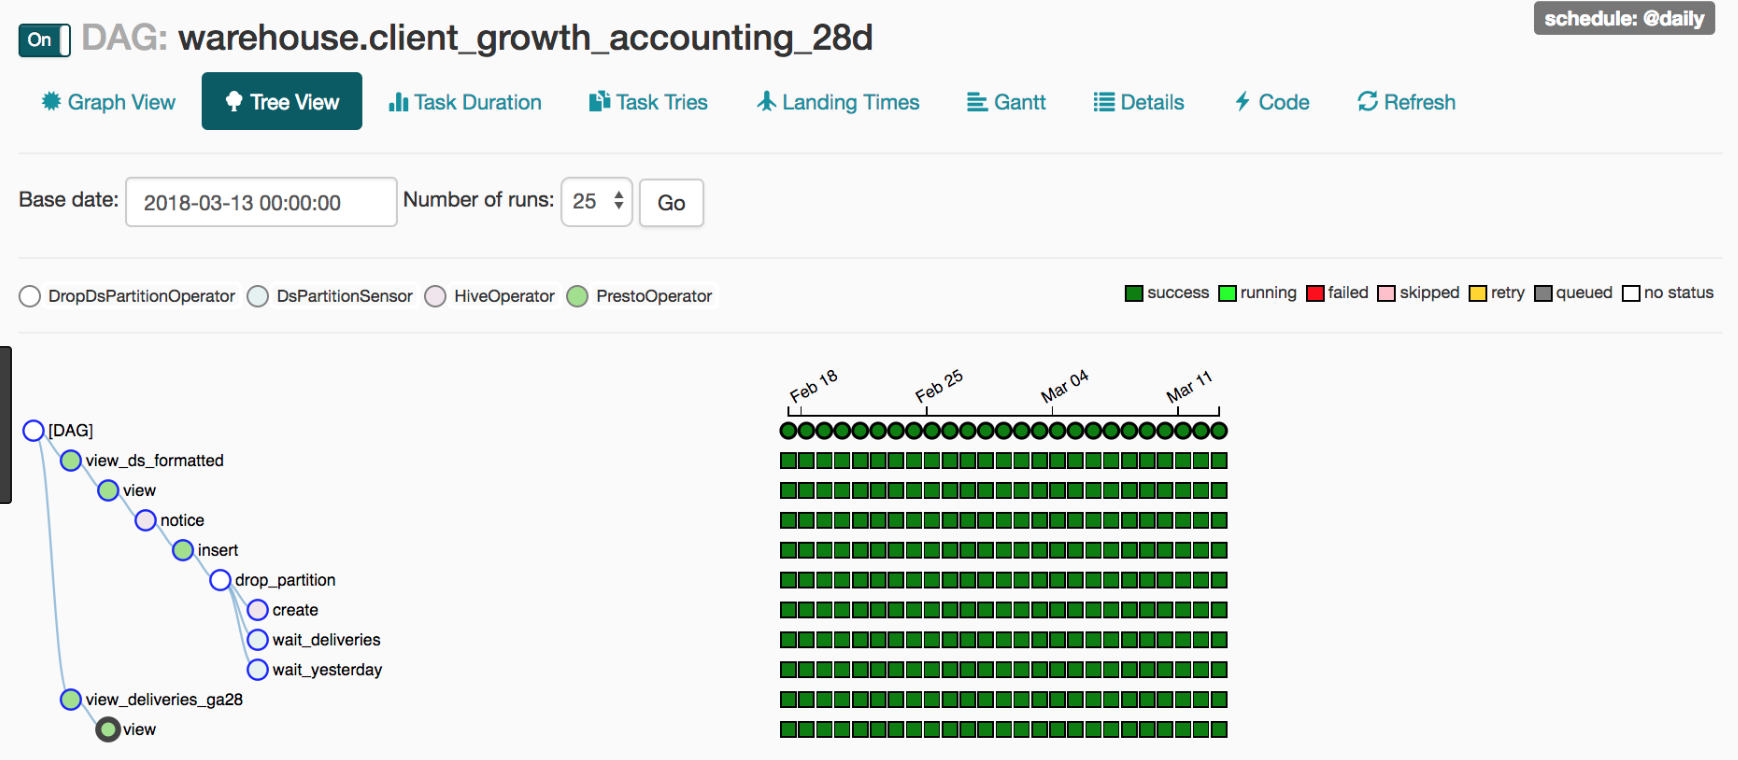 On DAG: warehouse.client_growth_accounting_28d schedule: @daily
Graph View Tree View Task Duration Task Tries Landing Times Gantt Details Code Refresh
Base date: 2018-03-13 00:00:00 Number of runs: 25 Go
DropDsPartitionOperator DsPartitionSensor HiveOperator PrestoOperator success running failed skipped retry queued no status
Feb 18 Feb 25 Mar 04 Mar 11
[DAG]
view_ds_formatted
view
notice
insert
drop_partition
create
wait_deliveries
wait_yesterday
view_deliveries_ga28
view